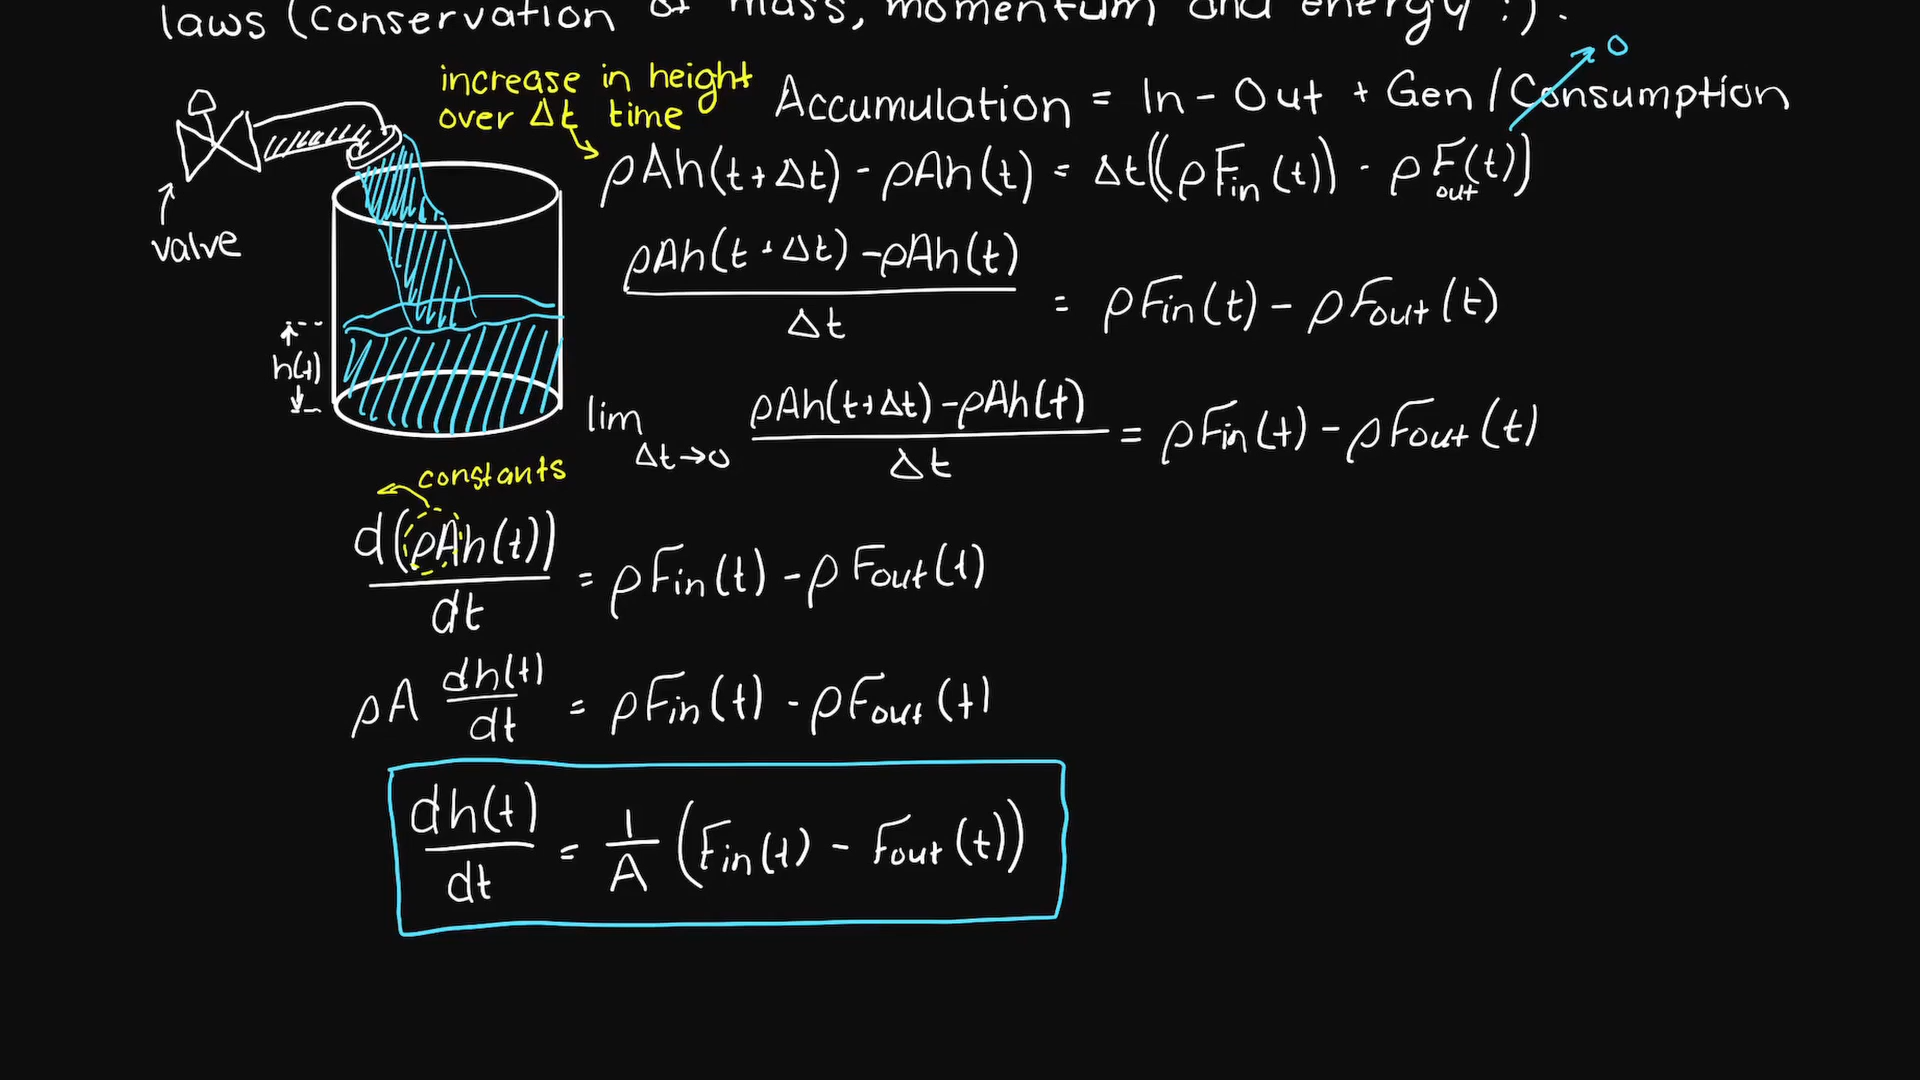 laws (conservation of mass, momentum and energy!).
increase in height
over Δt time
Accumulation = In - Out + Gen / Consumption → 0
ρAh(t+Δt) - ρAh(t) = Δt((ρFin(t)) - ρFout(t))
valve
(ρAh(t+Δt) - ρAh(t)) / Δt = ρFin(t) - ρFout(t)
h(t)
lim Δt→0 (ρAh(t+Δt) - ρAh(t)) / Δt = ρFin(t) - ρFout(t)
constants
d(ρAh(t)) / dt = ρFin(t) - ρFout(t)
ρA dh(t)/dt = ρFin(t) - ρFout(t)
dh(t)/dt = 1/A (Fin(t) - Fout(t))